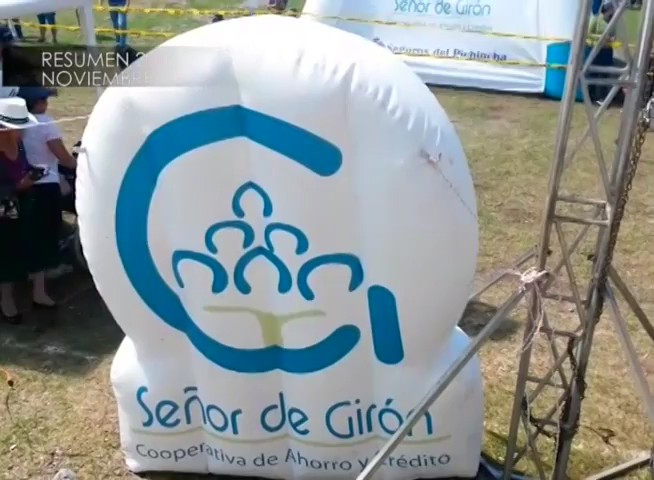 Señor de Girón
Seguros del Pichincha
RESUMEN
NOVIEMBRE
Señor de Girón
Cooperativa de Ahorro y Crédito